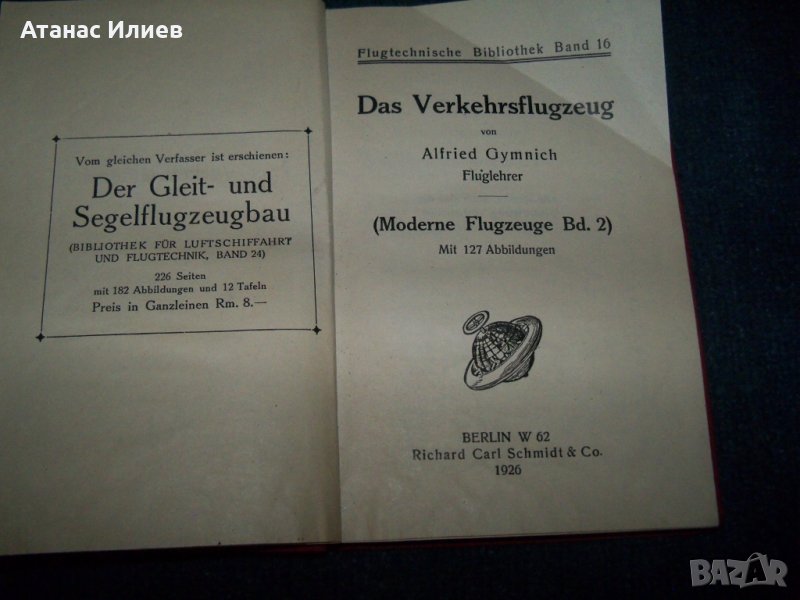 Атанас Илиев
Vom gleichen Verfasser ist erschienen:
Der Gleit- und
Segelflugzeugbau
(BIBLIOTHEK FÜR LUFTSCHIFFAHRT
UND FLUGTECHNIK, BAND 24)
226 Seiten
mit 182 Abbildungen und 12 Tafeln
Preis in Ganzleinen Rm. 8.—
Flugtechnische Bibliothek Band 16
Das Verkehrsflugzeug
von
Alfried Gymnich
Fluglehrer
(Moderne Flugzeuge Bd. 2)
Mit 127 Abbildungen
BERLIN W 62
Richard Carl Schmidt & Co.
1926
BAZAR